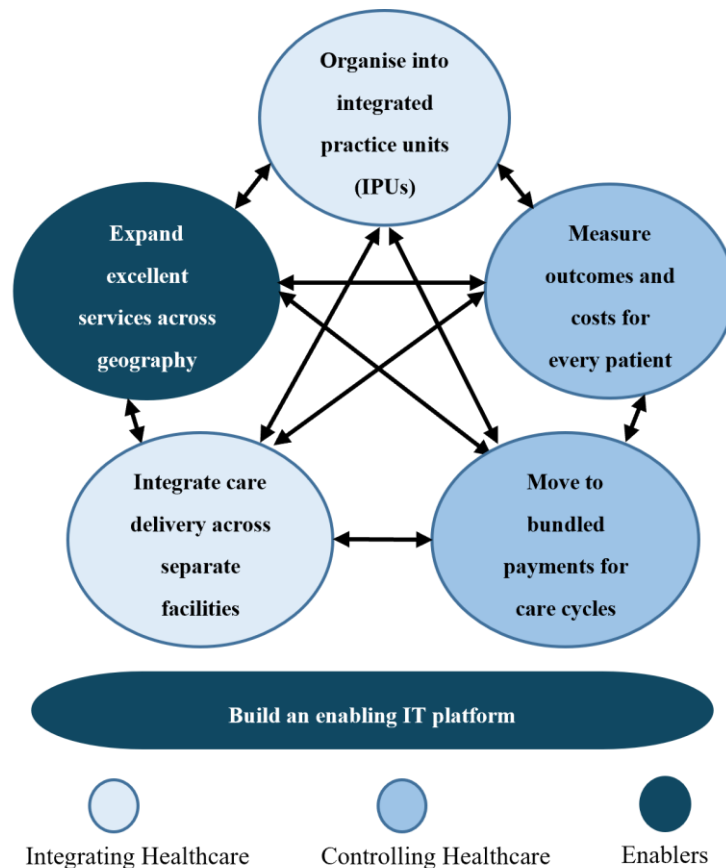 Organise into
integrated
practice units
(IPUs)
Expand
excellent
services across
geography
Measure
outcomes and
costs for
every patient
Integrate care
delivery across
separate
facilities
Move to
bundled
payments for
care cycles
Build an enabling IT platform
Integrating Healthcare
Controlling Healthcare
Enablers